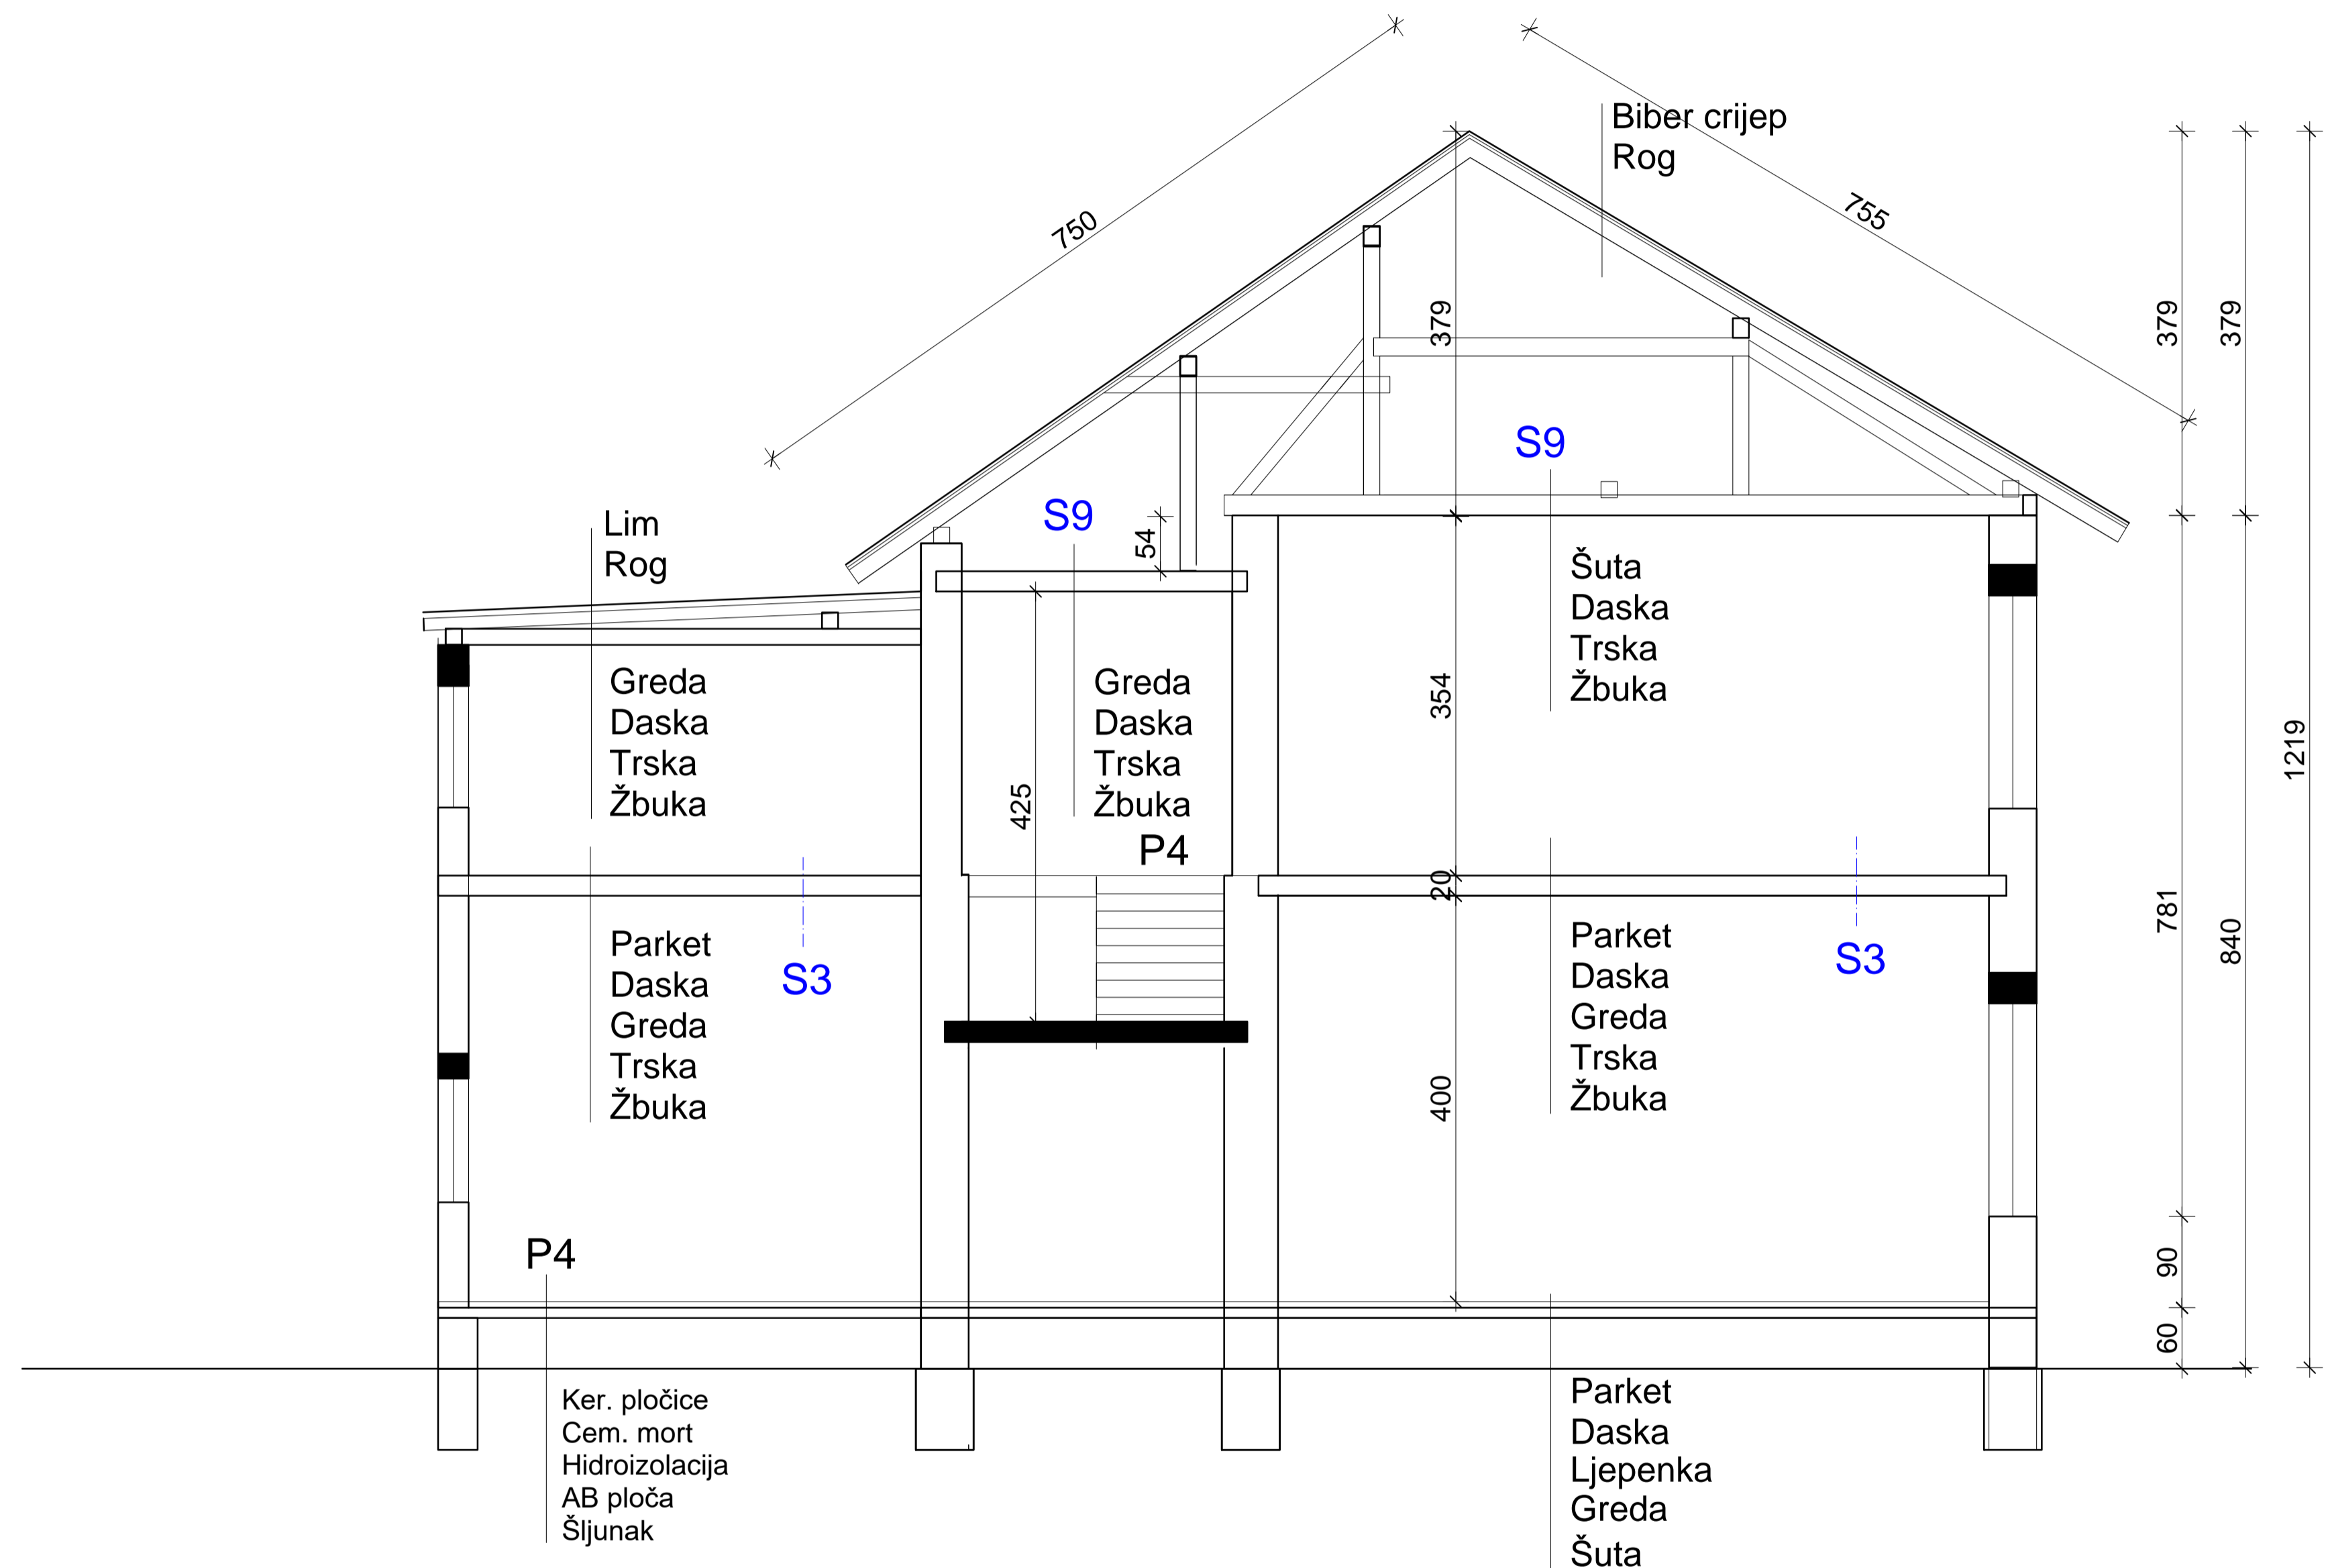 Biber crijep
Rog
750
755
379
379
379
S9
S9
Lim
Rog
54
Šuta
Daska
Trska
Žbuka
Greda
Daska
Trska
Žbuka
Greda
Daska
Trska
Žbuka
354
1219
425
P4
20
781
840
Parket
Daska
Greda
Trska
Žbuka
S3
Parket
Daska
Greda
Trska
Žbuka
S3
400
P4
90
60
Ker. pločice
Cem. mort
Hidroizolacija
AB ploča
Šljunak
Parket
Daska
Ljepenka
Greda
Šuta